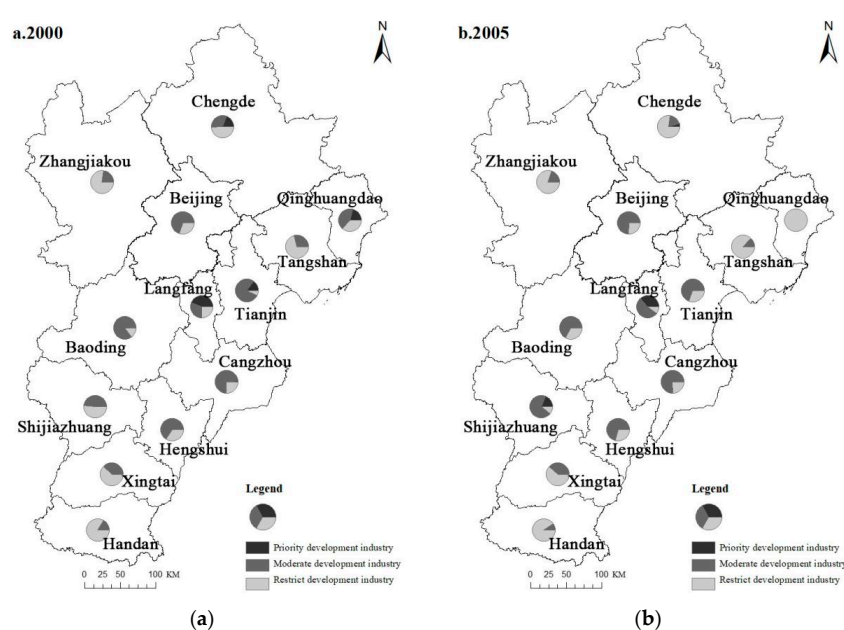 a.2000
N
Chengde
Zhangjiakou
Beijing
Qinghuangdao
Tangshan
Langfang
Tianjin
Baoding
Cangzhou
Shijiazhuang
Hengshui
Xingtai
Handan
Legend
Priority development industry
Moderate development industry
Restrict development industry
0 25 50 100 KM
(a)
b.2005
N
Chengde
Zhangjiakou
Beijing
Qinghuangdao
Tangshan
Langfang
Tianjin
Baoding
Cangzhou
Shijiazhuang
Hengshui
Xingtai
Handan
Legend
Priority development industry
Moderate development industry
Restrict development industry
0 25 50 100 KM
(b)